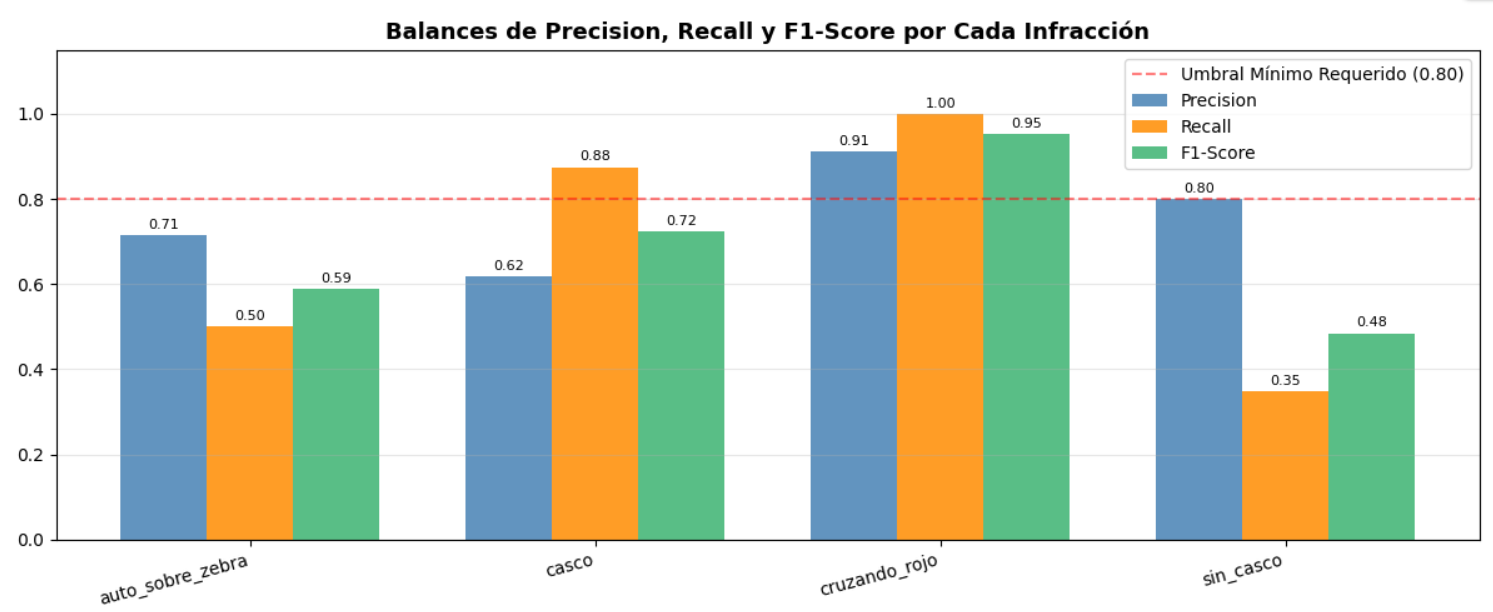 Balances de Precision, Recall y F1-Score por Cada Infracción
Umbral Mínimo Requerido (0.80)
Precision
Recall
F1-Score
1.0
0.8
0.6
0.4
0.2
0.0
0.71
0.50
0.59
0.62
0.88
0.72
0.91
1.00
0.95
0.80
0.35
0.48
auto_sobre_zebra
casco
cruzando_rojo
sin_casco